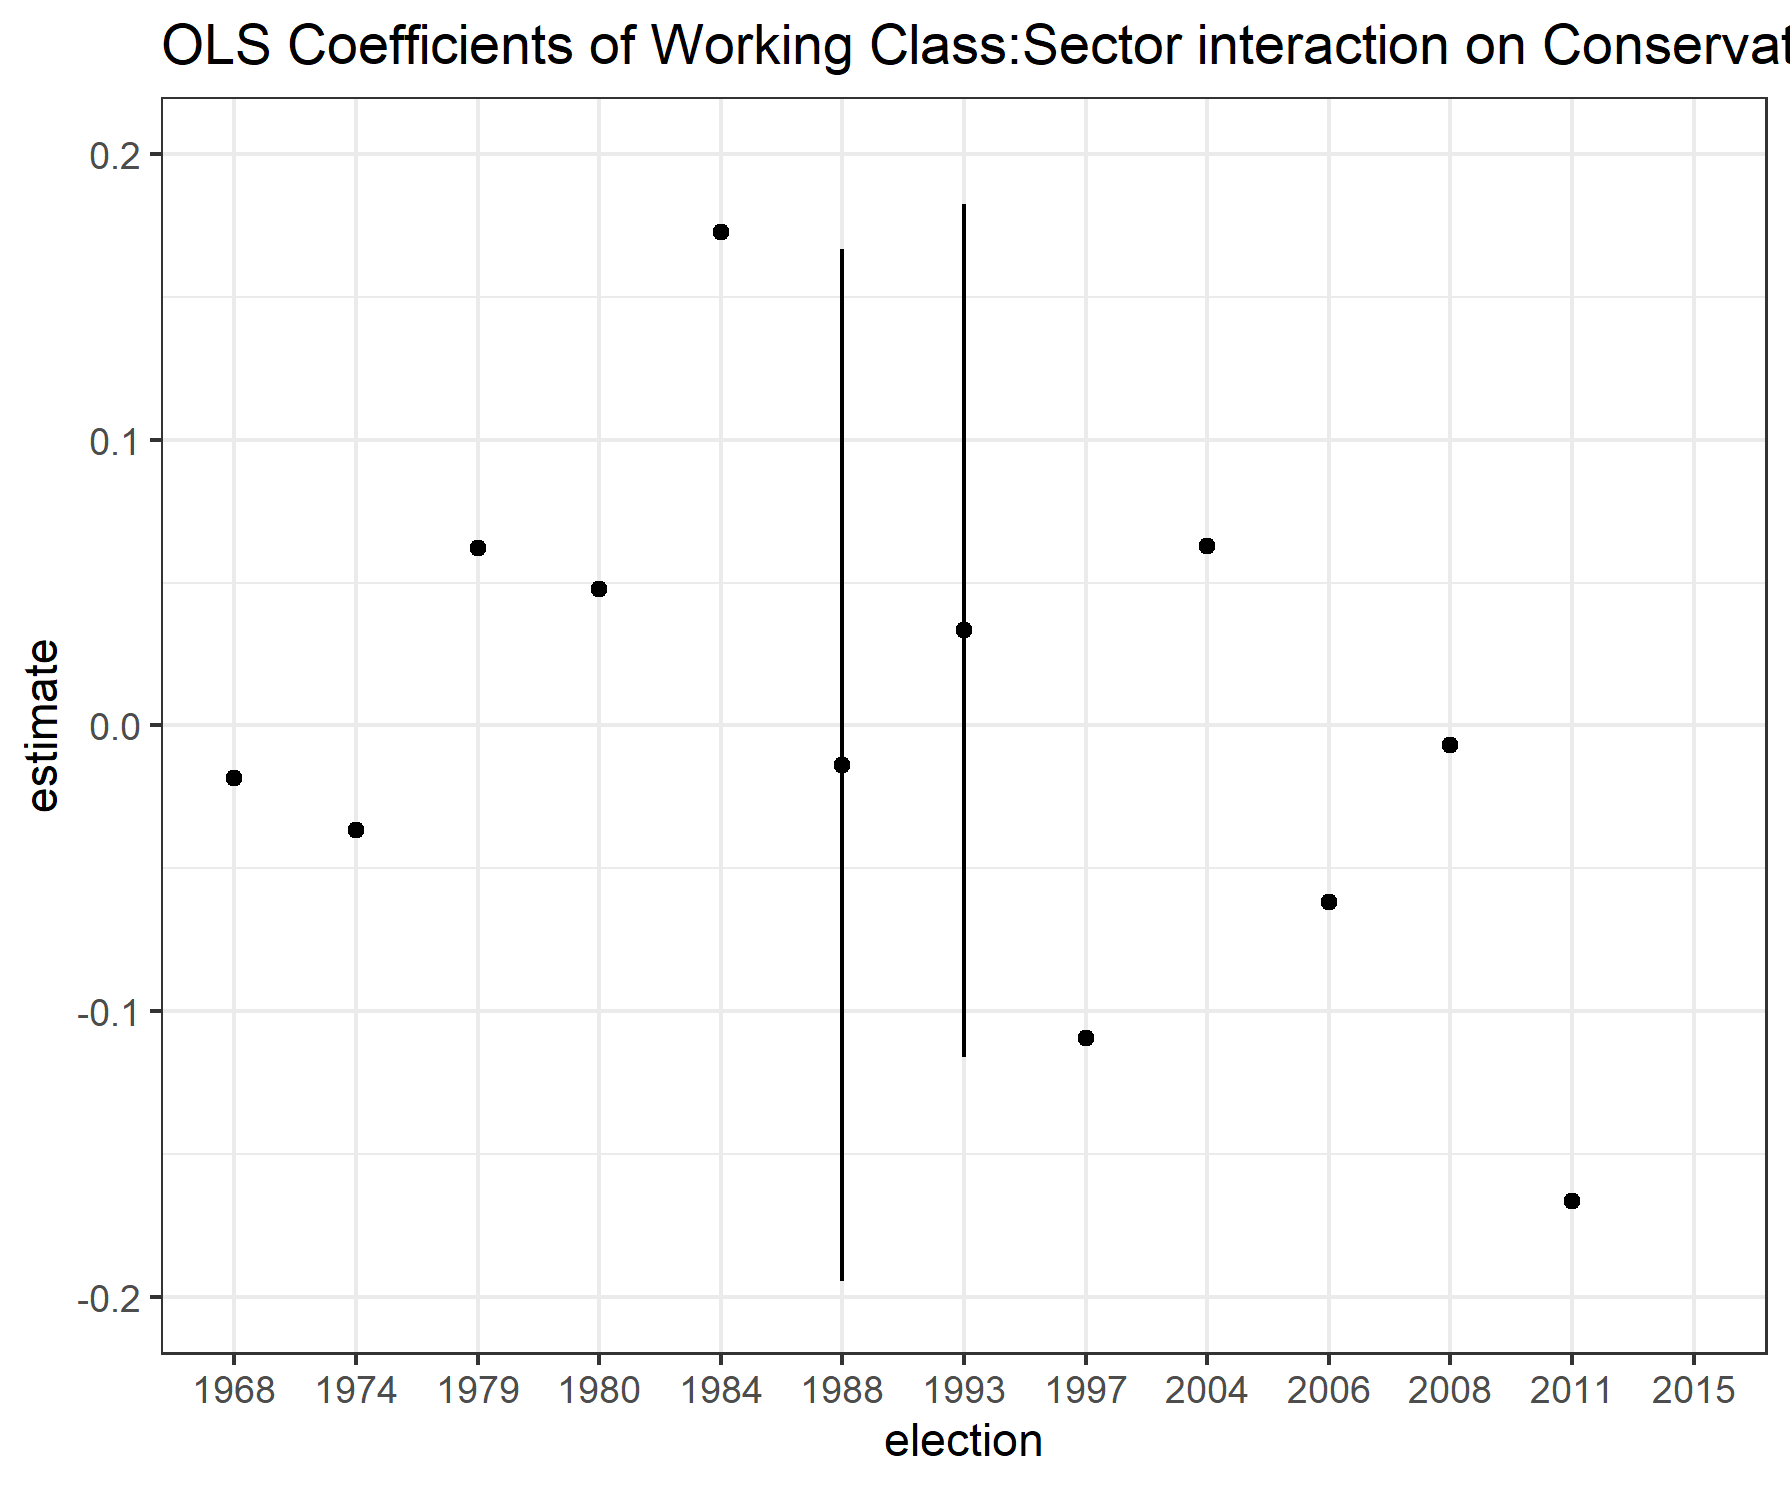 OLS Coefficients of Working Class:Sector interaction on Conservat
0.2
0.1
0.0
-0.1
-0.2
estimate
1968 1974 1979 1980 1984 1988 1993 1997 2004 2006 2008 2011 2015
election